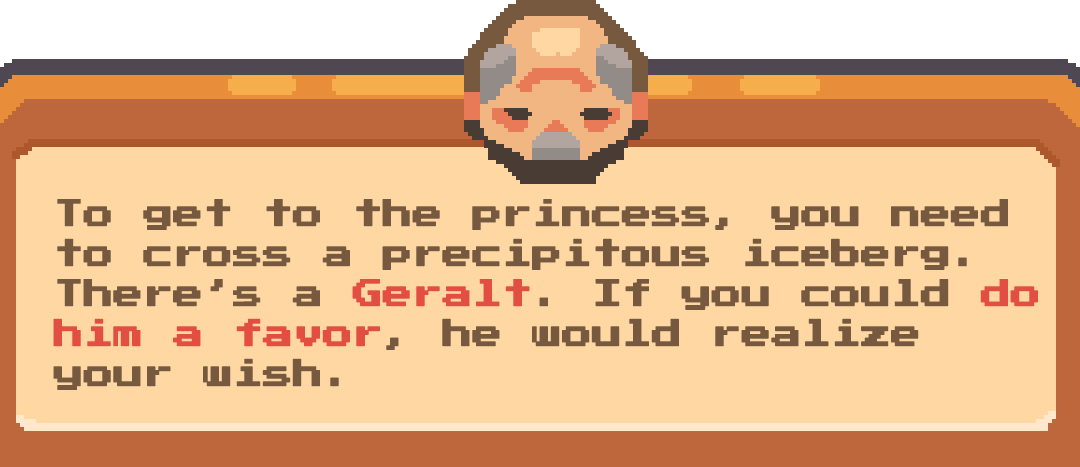 To get to the princess, you need
to cross a precipitous iceberg.
There's a Geralt. If you could do
him a favor, he would realize
your wish.